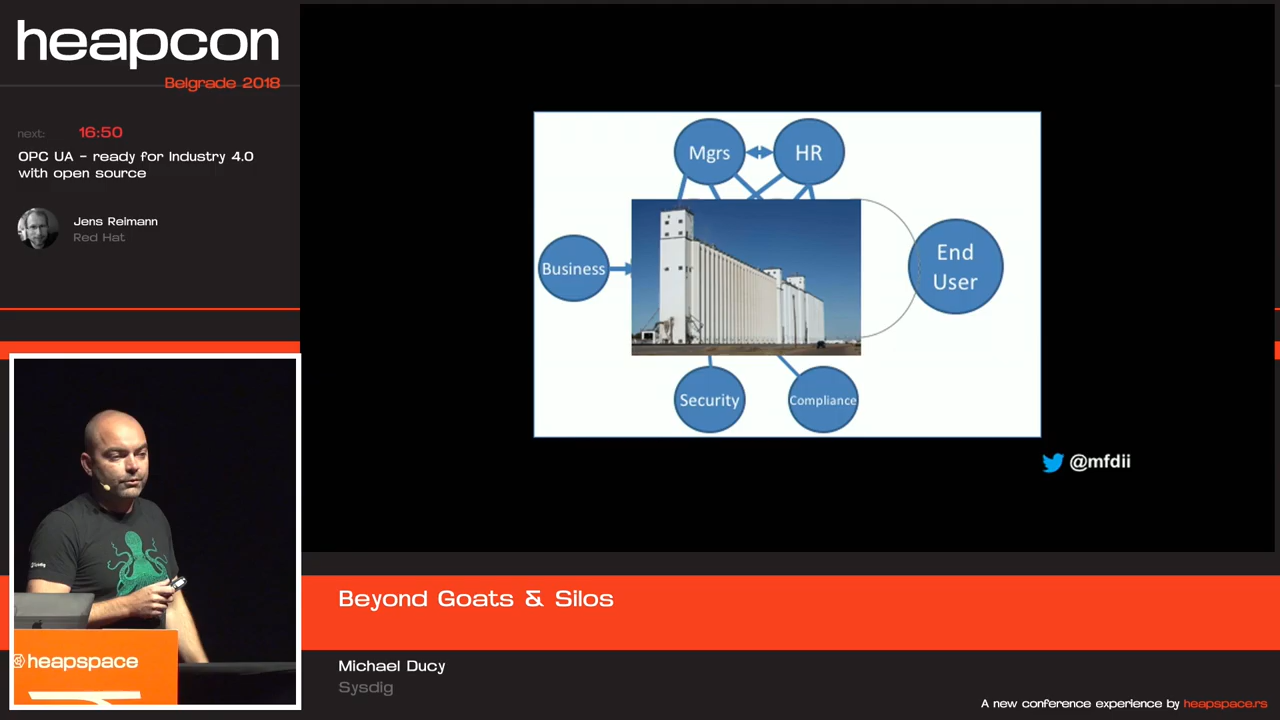 heapcon
Belgrade 2018
next: 16:50
OPC UA - ready for Industry 4.0
with open source
Jens Reimann
Red Hat
Mgrs
HR
Business
End
User
Security
Compliance
@mfdii
heapspace
Beyond Goats & Silos
Michael Ducy
Sysdig
A new conference experience by heapspace.rs